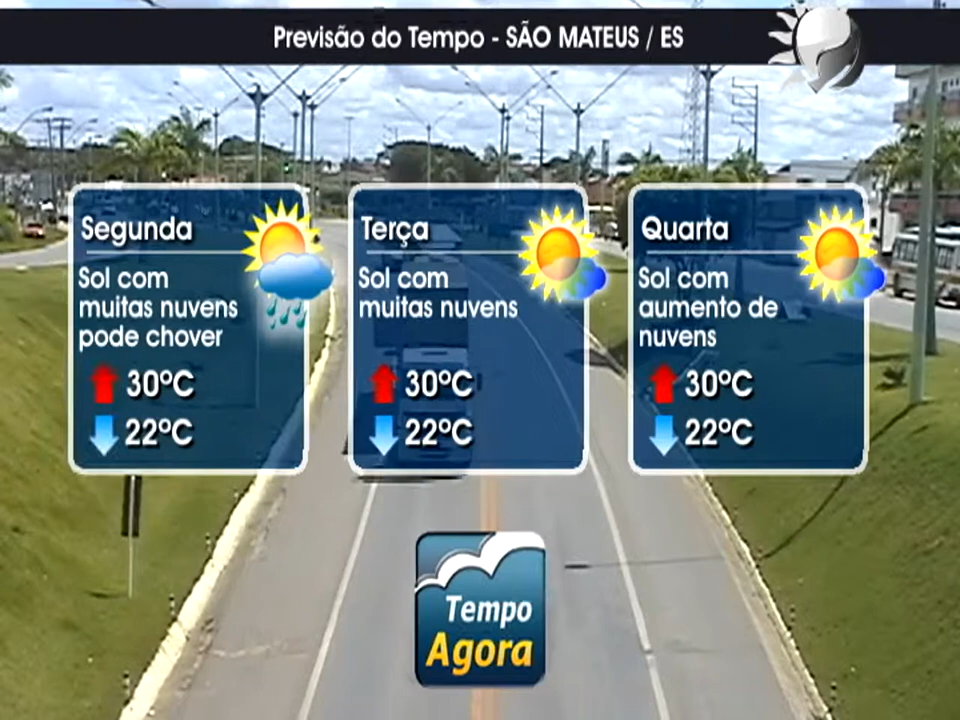 Previsão do Tempo - SÃO MATEUS / ES
Segunda
Sol com
muitas nuvens
pode chover
30ºC
22ºC
Terça
Sol com
muitas nuvens
30ºC
22ºC
Quarta
Sol com
aumento de
nuvens
30ºC
22ºC
Tempo
Agora